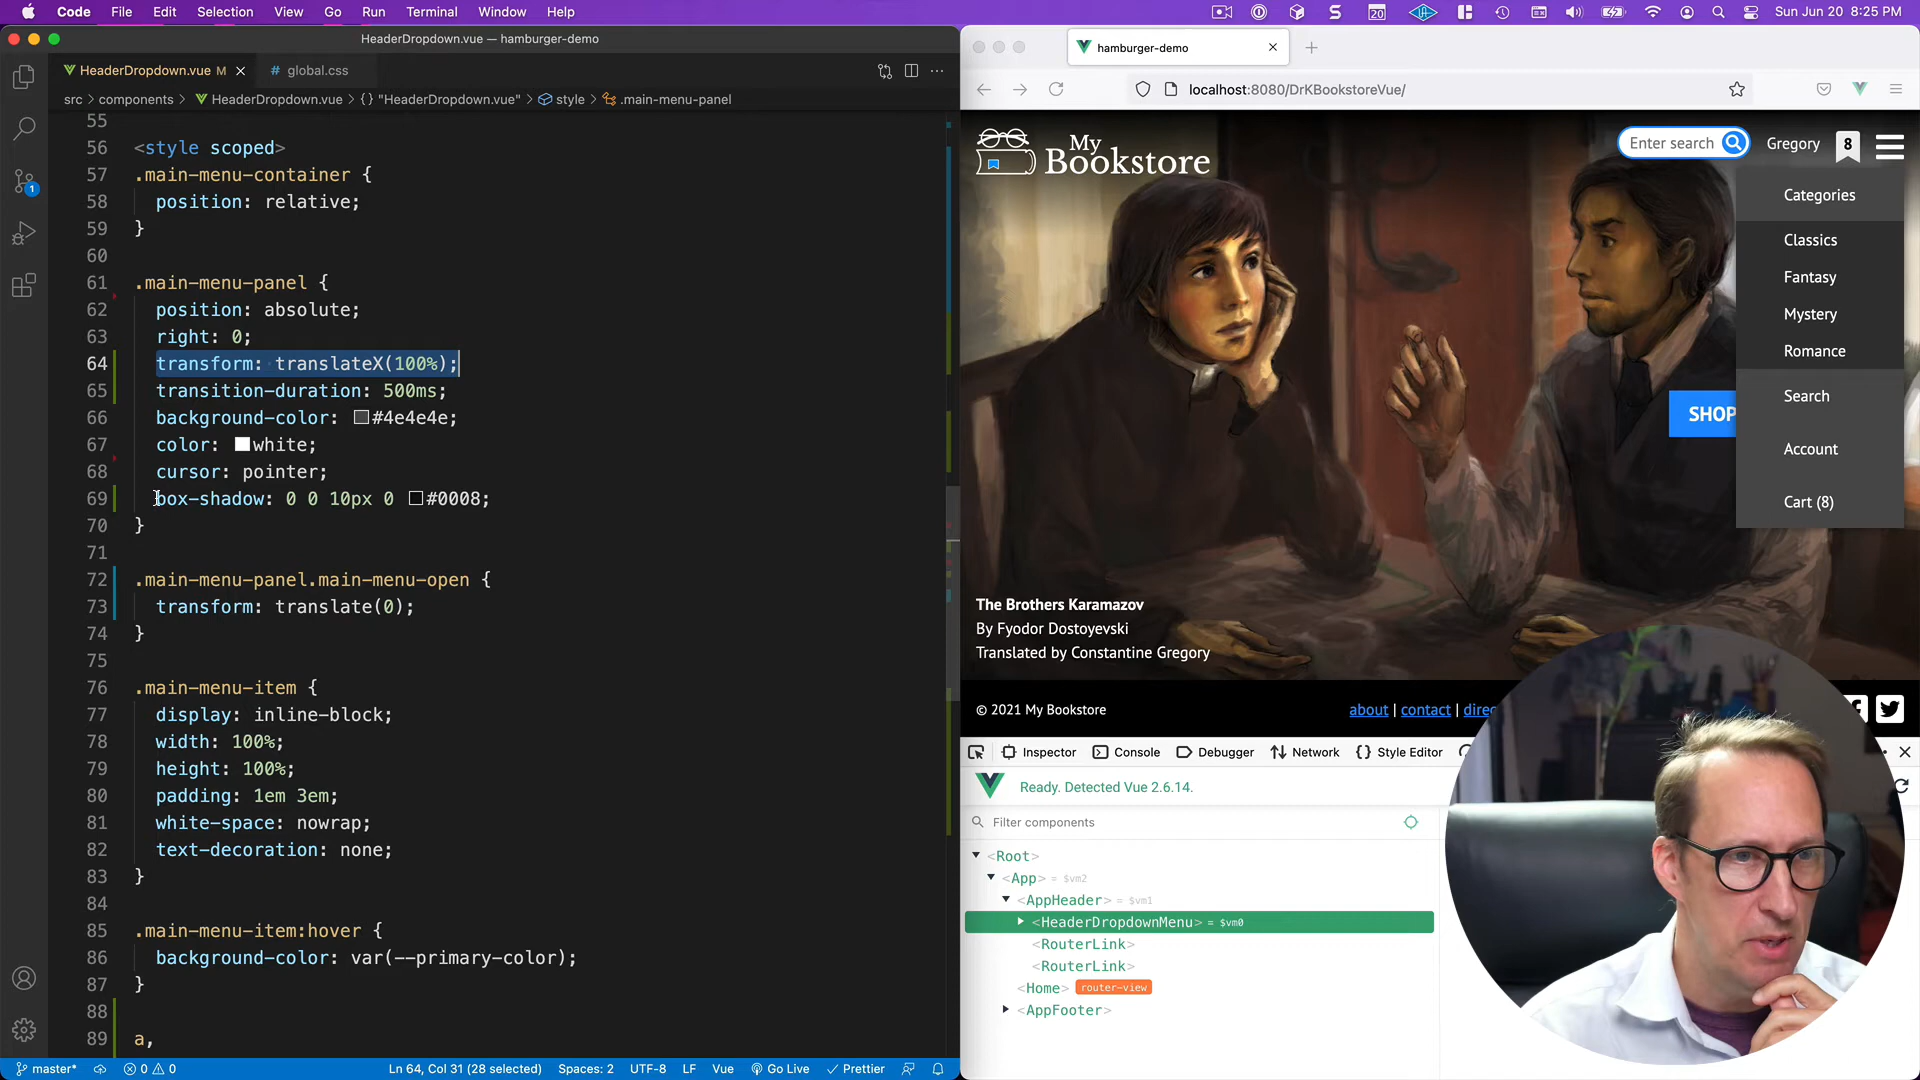 Code File Edit Selection View Go Run Terminal Window Help
20
Sun Jun 20 8:25 PM
HeaderDropdown.vue — hamburger-demo
HeaderDropdown.vue M
# global.css
src > components > HeaderDropdown.vue > {} "HeaderDropdown.vue" > style > .main-menu-panel
55
56 <style scoped>
57 .main-menu-container {
58 position: relative;
59 }
60
61 .main-menu-panel {
62 position: absolute;
63 right: 0;
64 transform: translateX(100%);
65 transition-duration: 500ms;
66 background-color: #4e4e4e;
67 color: white;
68 cursor: pointer;
69 box-shadow: 0 0 10px 0 #0008;
70 }
71
72 .main-menu-panel.main-menu-open {
73 transform: translate(0);
74 }
75
76 .main-menu-item {
77 display: inline-block;
78 width: 100%;
79 height: 100%;
80 padding: 1em 3em;
81 white-space: nowrap;
82 text-decoration: none;
83 }
84
85 .main-menu-item:hover {
86 background-color: var(--primary-color);
87 }
88
89 a,
1
master*
0 0
Ln 64, Col 31 (28 selected) Spaces: 2 UTF-8 LF Vue Go Live Prettier
hamburger-demo
localhost:8080/DrKBookstoreVue/
My
Bookstore
Enter search
Gregory
8
Categories
Classics
Fantasy
Mystery
Romance
Search
Account
Cart (8)
SHOP
The Brothers Karamazov
By Fyodor Dostoyevski
Translated by Constantine Gregory
© 2021 My Bookstore
about | contact | direc
Inspector Console Debugger Network {} Style Editor
Ready. Detected Vue 2.6.14.
Filter components
<Root>
<App> = $vm2
<AppHeader> = $vm1
<HeaderDropdownMenu> = $vm0
<RouterLink>
<RouterLink>
<Home> router-view
<AppFooter>